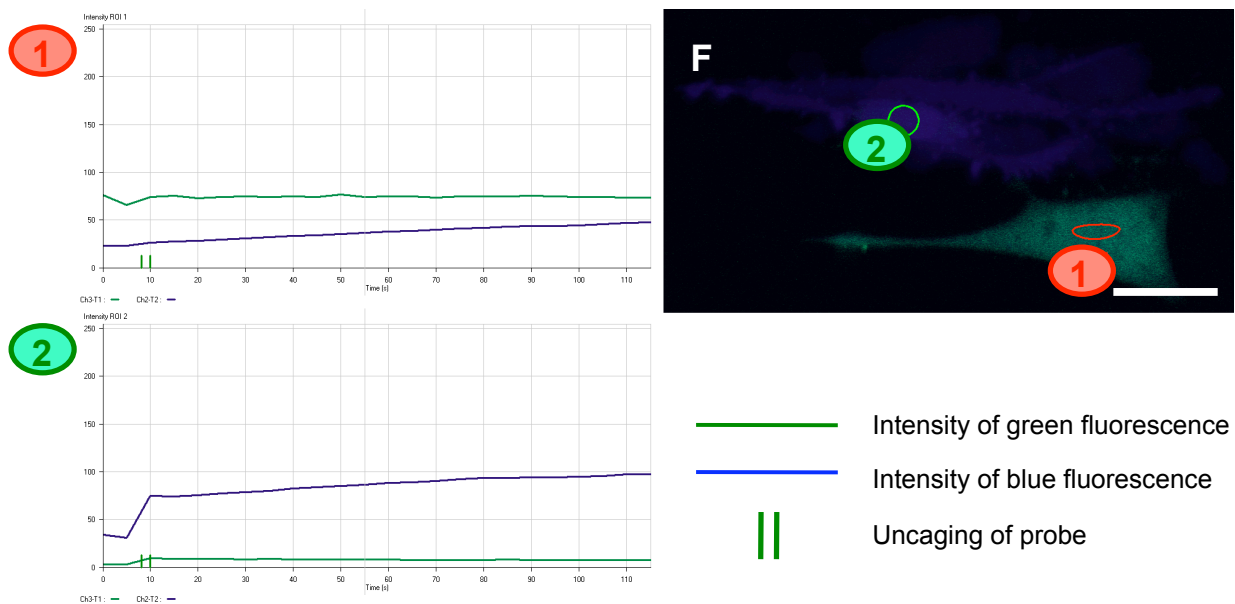 1
Intensity ROI 1
250
200
150
100
50
0
0 10 20 30 40 50 60 70 80 90 100 110
Time (s)
Ch3-T1: Ch2-T2:
2
Intensity ROI 2
250
200
150
100
50
0
0 10 20 30 40 50 60 70 80 90 100 110
Time (s)
Ch3-T1: Ch2-T2:
F
2
1
Intensity of green fluorescence
Intensity of blue fluorescence
Uncaging of probe